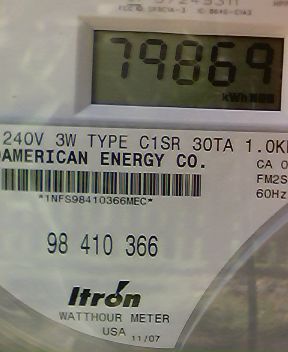 79869
kWh
240V 3W TYPE C1SR 30TA 1.0K
AMERICAN ENERGY CO.
CA 0
FM2S
60Hz
*1NFS98410366MEC*
98 410 366
Itron
WATTHOUR METER
USA 11/07